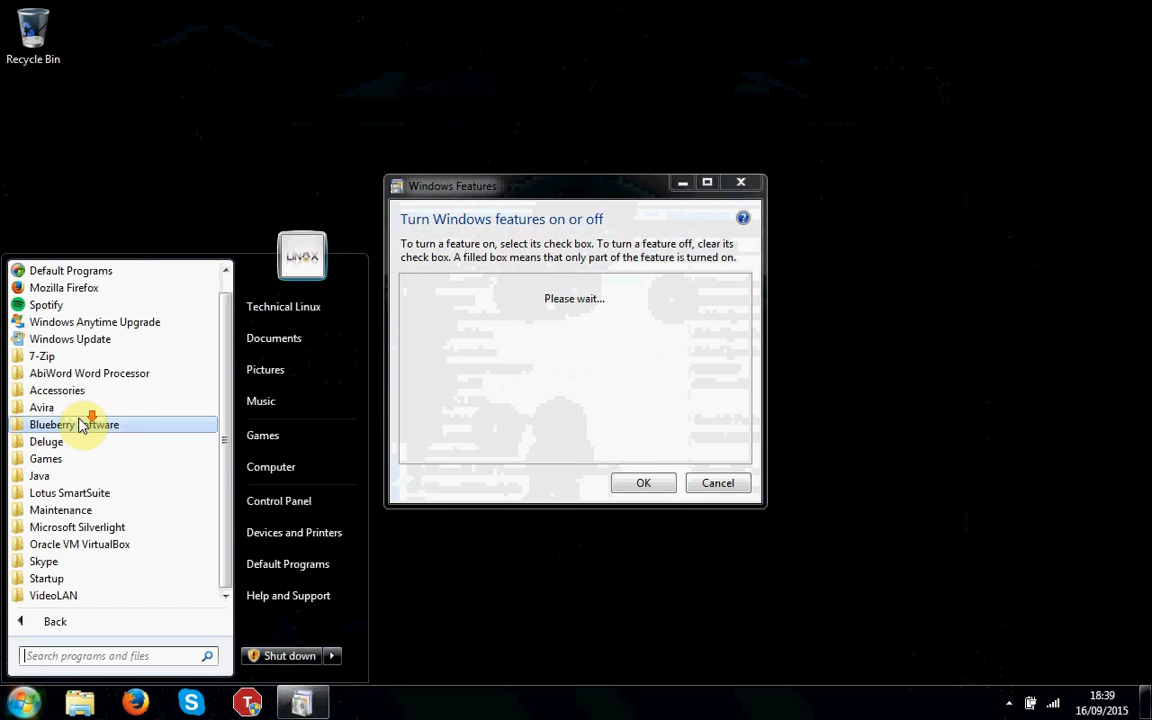 Recycle Bin
Windows Features
Turn Windows features on or off
To turn a feature on, select its check box. To turn a feature off, clear its
check box. A filled box means that only part of the feature is turned on.
Please wait...
OK
Cancel
LINOX
Default Programs
Mozilla Firefox
Spotify
Windows Anytime Upgrade
Windows Update
7-Zip
AbiWord Word Processor
Accessories
Avira
Blueberry Software
Deluge
Games
Java
Lotus SmartSuite
Maintenance
Microsoft Silverlight
Oracle VM VirtualBox
Skype
Startup
VideoLAN
Back
Search programs and files
Technical Linux
Documents
Pictures
Music
Games
Computer
Control Panel
Devices and Printers
Default Programs
Help and Support
Shut down
18:39
16/09/2015